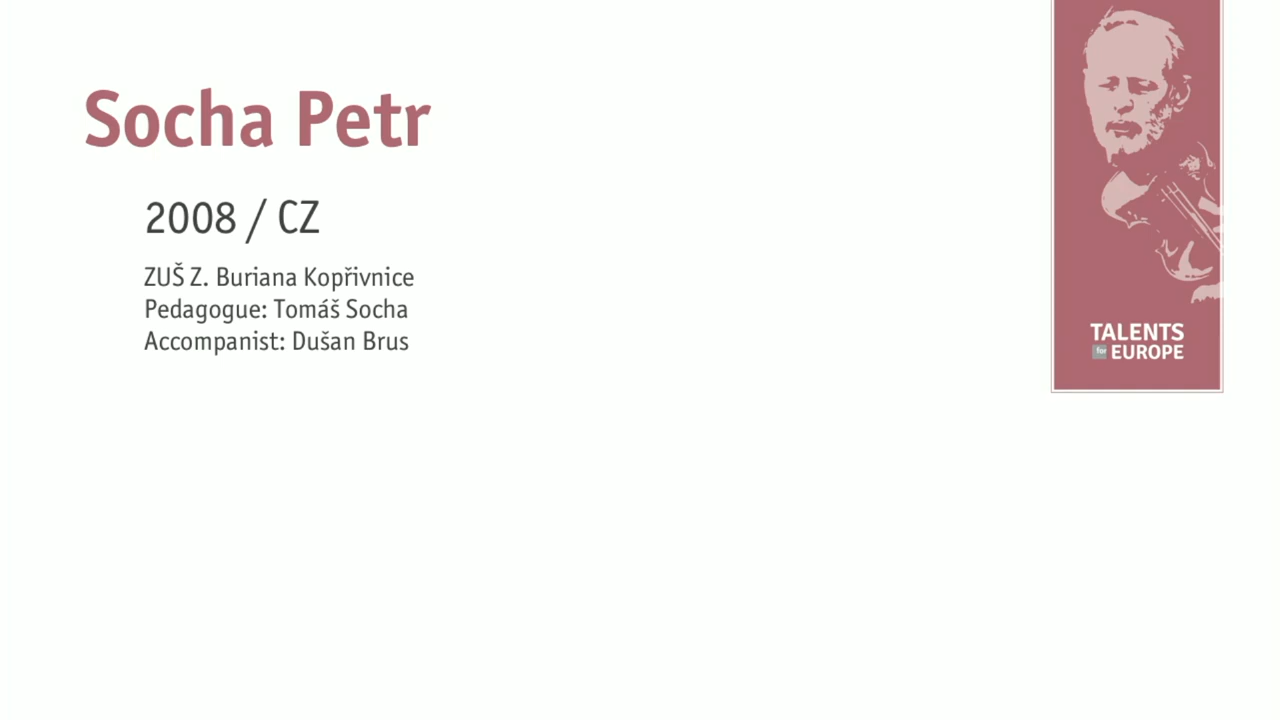 Socha Petr
2008 / CZ
ZUŠ Z. Buriana Kopřivnice
Pedagogue: Tomáš Socha
Accompanist: Dušan Brus
TALENTS
for EUROPE